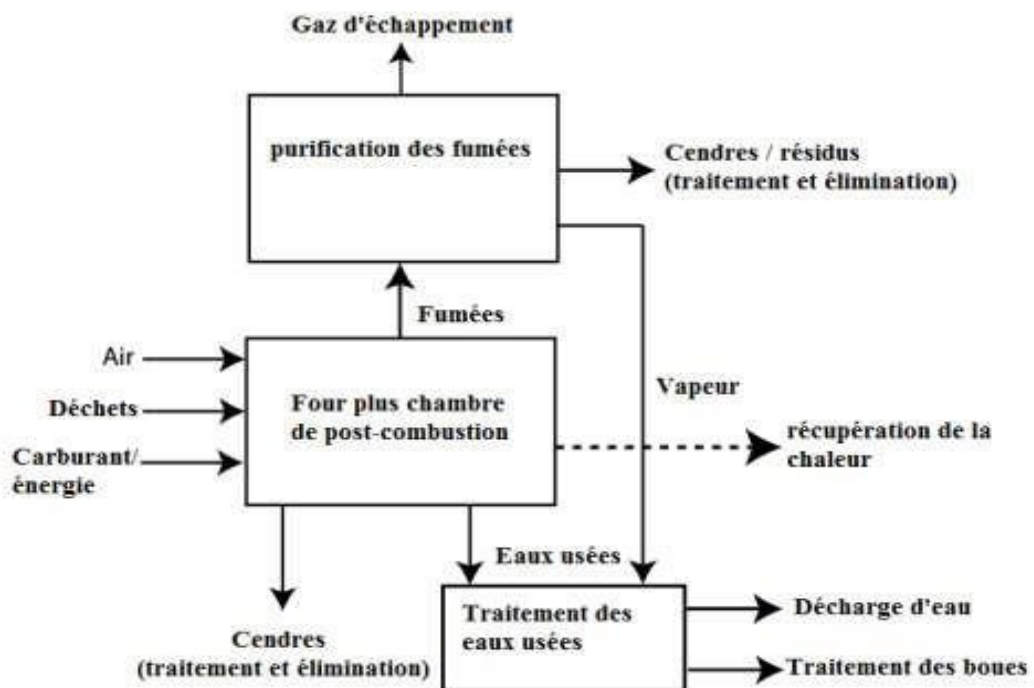 Gaz d'échappement
purification des fumées
Cendres / résidus
(traitement et élimination)
Fumées
Air
Déchets
Carburant/
énergie
Four plus chambre
de post-combustion
Vapeur
récupération de la
chaleur
Eaux usées
Cendres
(traitement et élimination)
Traitement des
eaux usées
Décharge d'eau
Traitement des boues